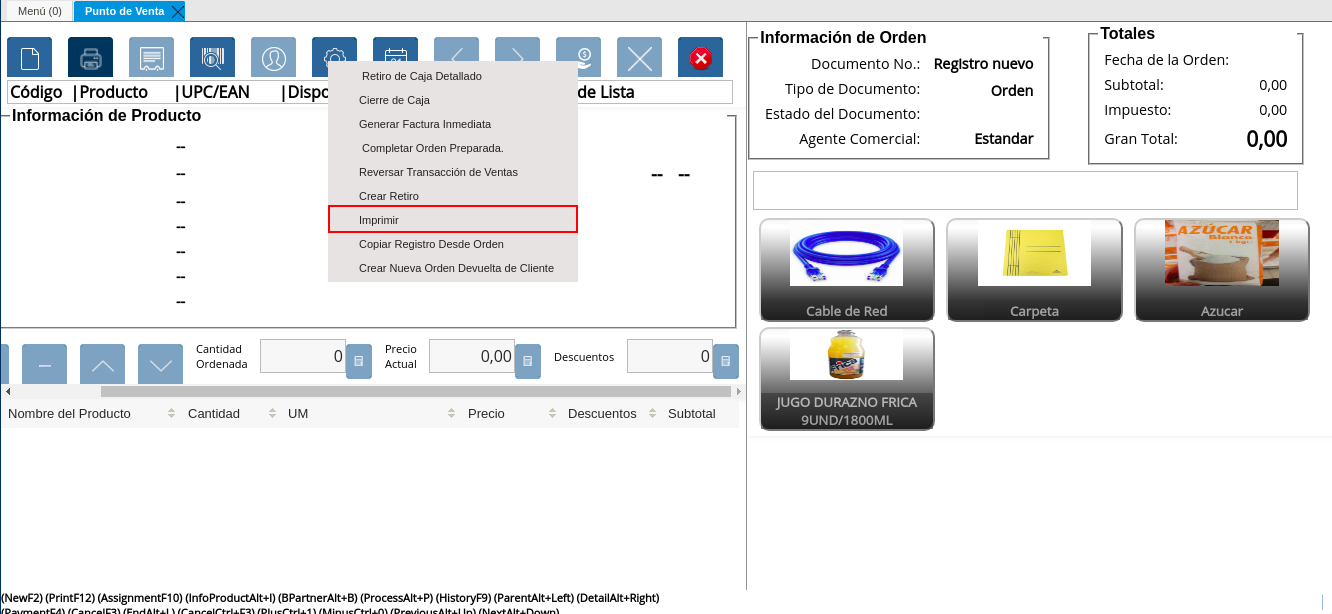 Menú (0)
Punto de Venta
Código |Producto |UPC/EAN |Dispo de Lista
Información de Producto
--
--
-- --
--
--
--
--
--
Retiro de Caja Detallado
Cierre de Caja
Generar Factura Inmediata
Completar Orden Preparada.
Reversar Transacción de Ventas
Crear Retiro
Imprimir
Copiar Registro Desde Orden
Crear Nueva Orden Devuelta de Cliente
Cantidad
Ordenada
0
Precio
Actual
0,00
Descuentos
0
Nombre del Producto Cantidad UM Precio Descuentos Subtotal
Información de Orden
Documento No.: Registro nuevo
Tipo de Documento: Orden
Estado del Documento:
Agente Comercial: Estandar
Totales
Fecha de la Orden:
Subtotal: 0,00
Impuesto: 0,00
Gran Total: 0,00
Cable de Red
Carpeta
AZÚCAR
Blanco
Azucar
JUGO DURAZNO FRICA
9UND/1800ML
(NewF2) (PrintF12) (AssignmentF10) (InfoProductAlt+I) (BPartnerAlt+B) (ProcessAlt+P) (HistoryF9) (ParentAlt+Left) (DetailAlt+Right)
(PaymentF4) (CancelF3) (EndAlt+L) (CancelCtrl+F3) (PlusCtrl+1) (MinusCtrl+0) (PreviousAlt+Up) (NextAlt+Down)